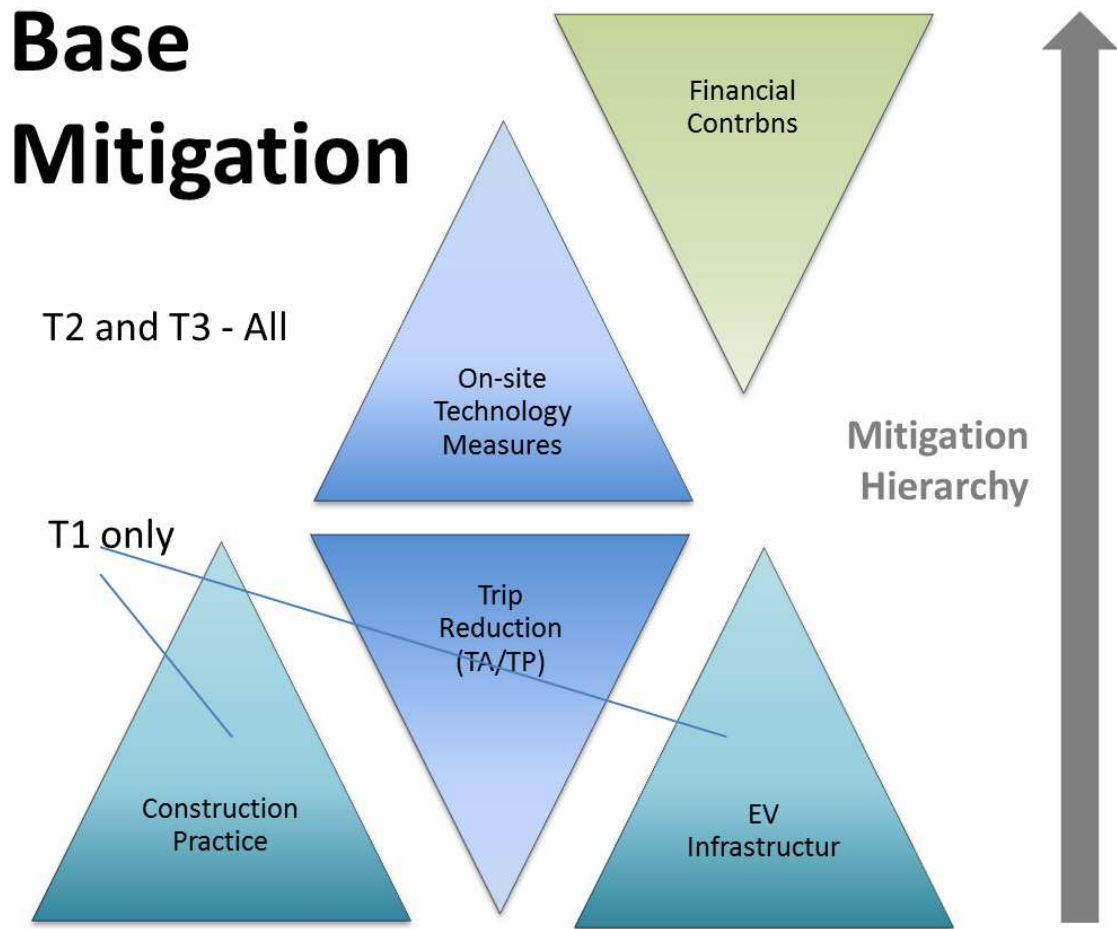 Base
Mitigation
Financial
Contrbns
T2 and T3 - All
On-site
Technology
Measures
Mitigation
Hierarchy
T1 only
Trip
Reduction
(TA/TP)
Construction
Practice
EV
Infrastructur